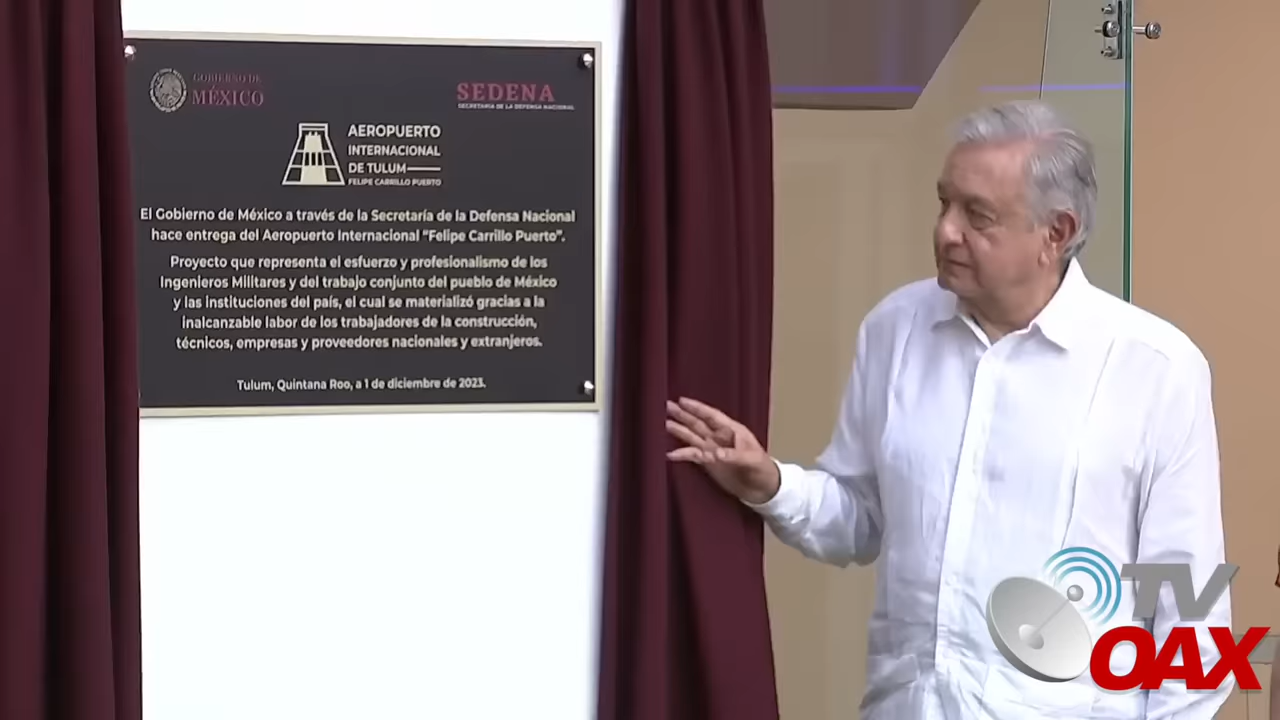 GOBIERNO DE
MÉXICO
SEDENA
SECRETARÍA DE LA DEFENSA NACIONAL
AEROPUERTO
INTERNACIONAL
DE TULUM
FELIPE CARRILLO PUERTO
El Gobierno de México a través de la Secretaría de la Defensa Nacional
hace entrega del Aeropuerto Internacional “Felipe Carrillo Puerto”.
Proyecto que representa el esfuerzo y profesionalismo de los
Ingenieros Militares y del trabajo conjunto del pueblo de México
y las instituciones del país, el cual se materializó gracias a la
inalcanzable labor de los trabajadores de la construcción,
técnicos, empresas y proveedores nacionales y extranjeros.
Tulum, Quintana Roo, a 1 de diciembre de 2023.
TV
OAX